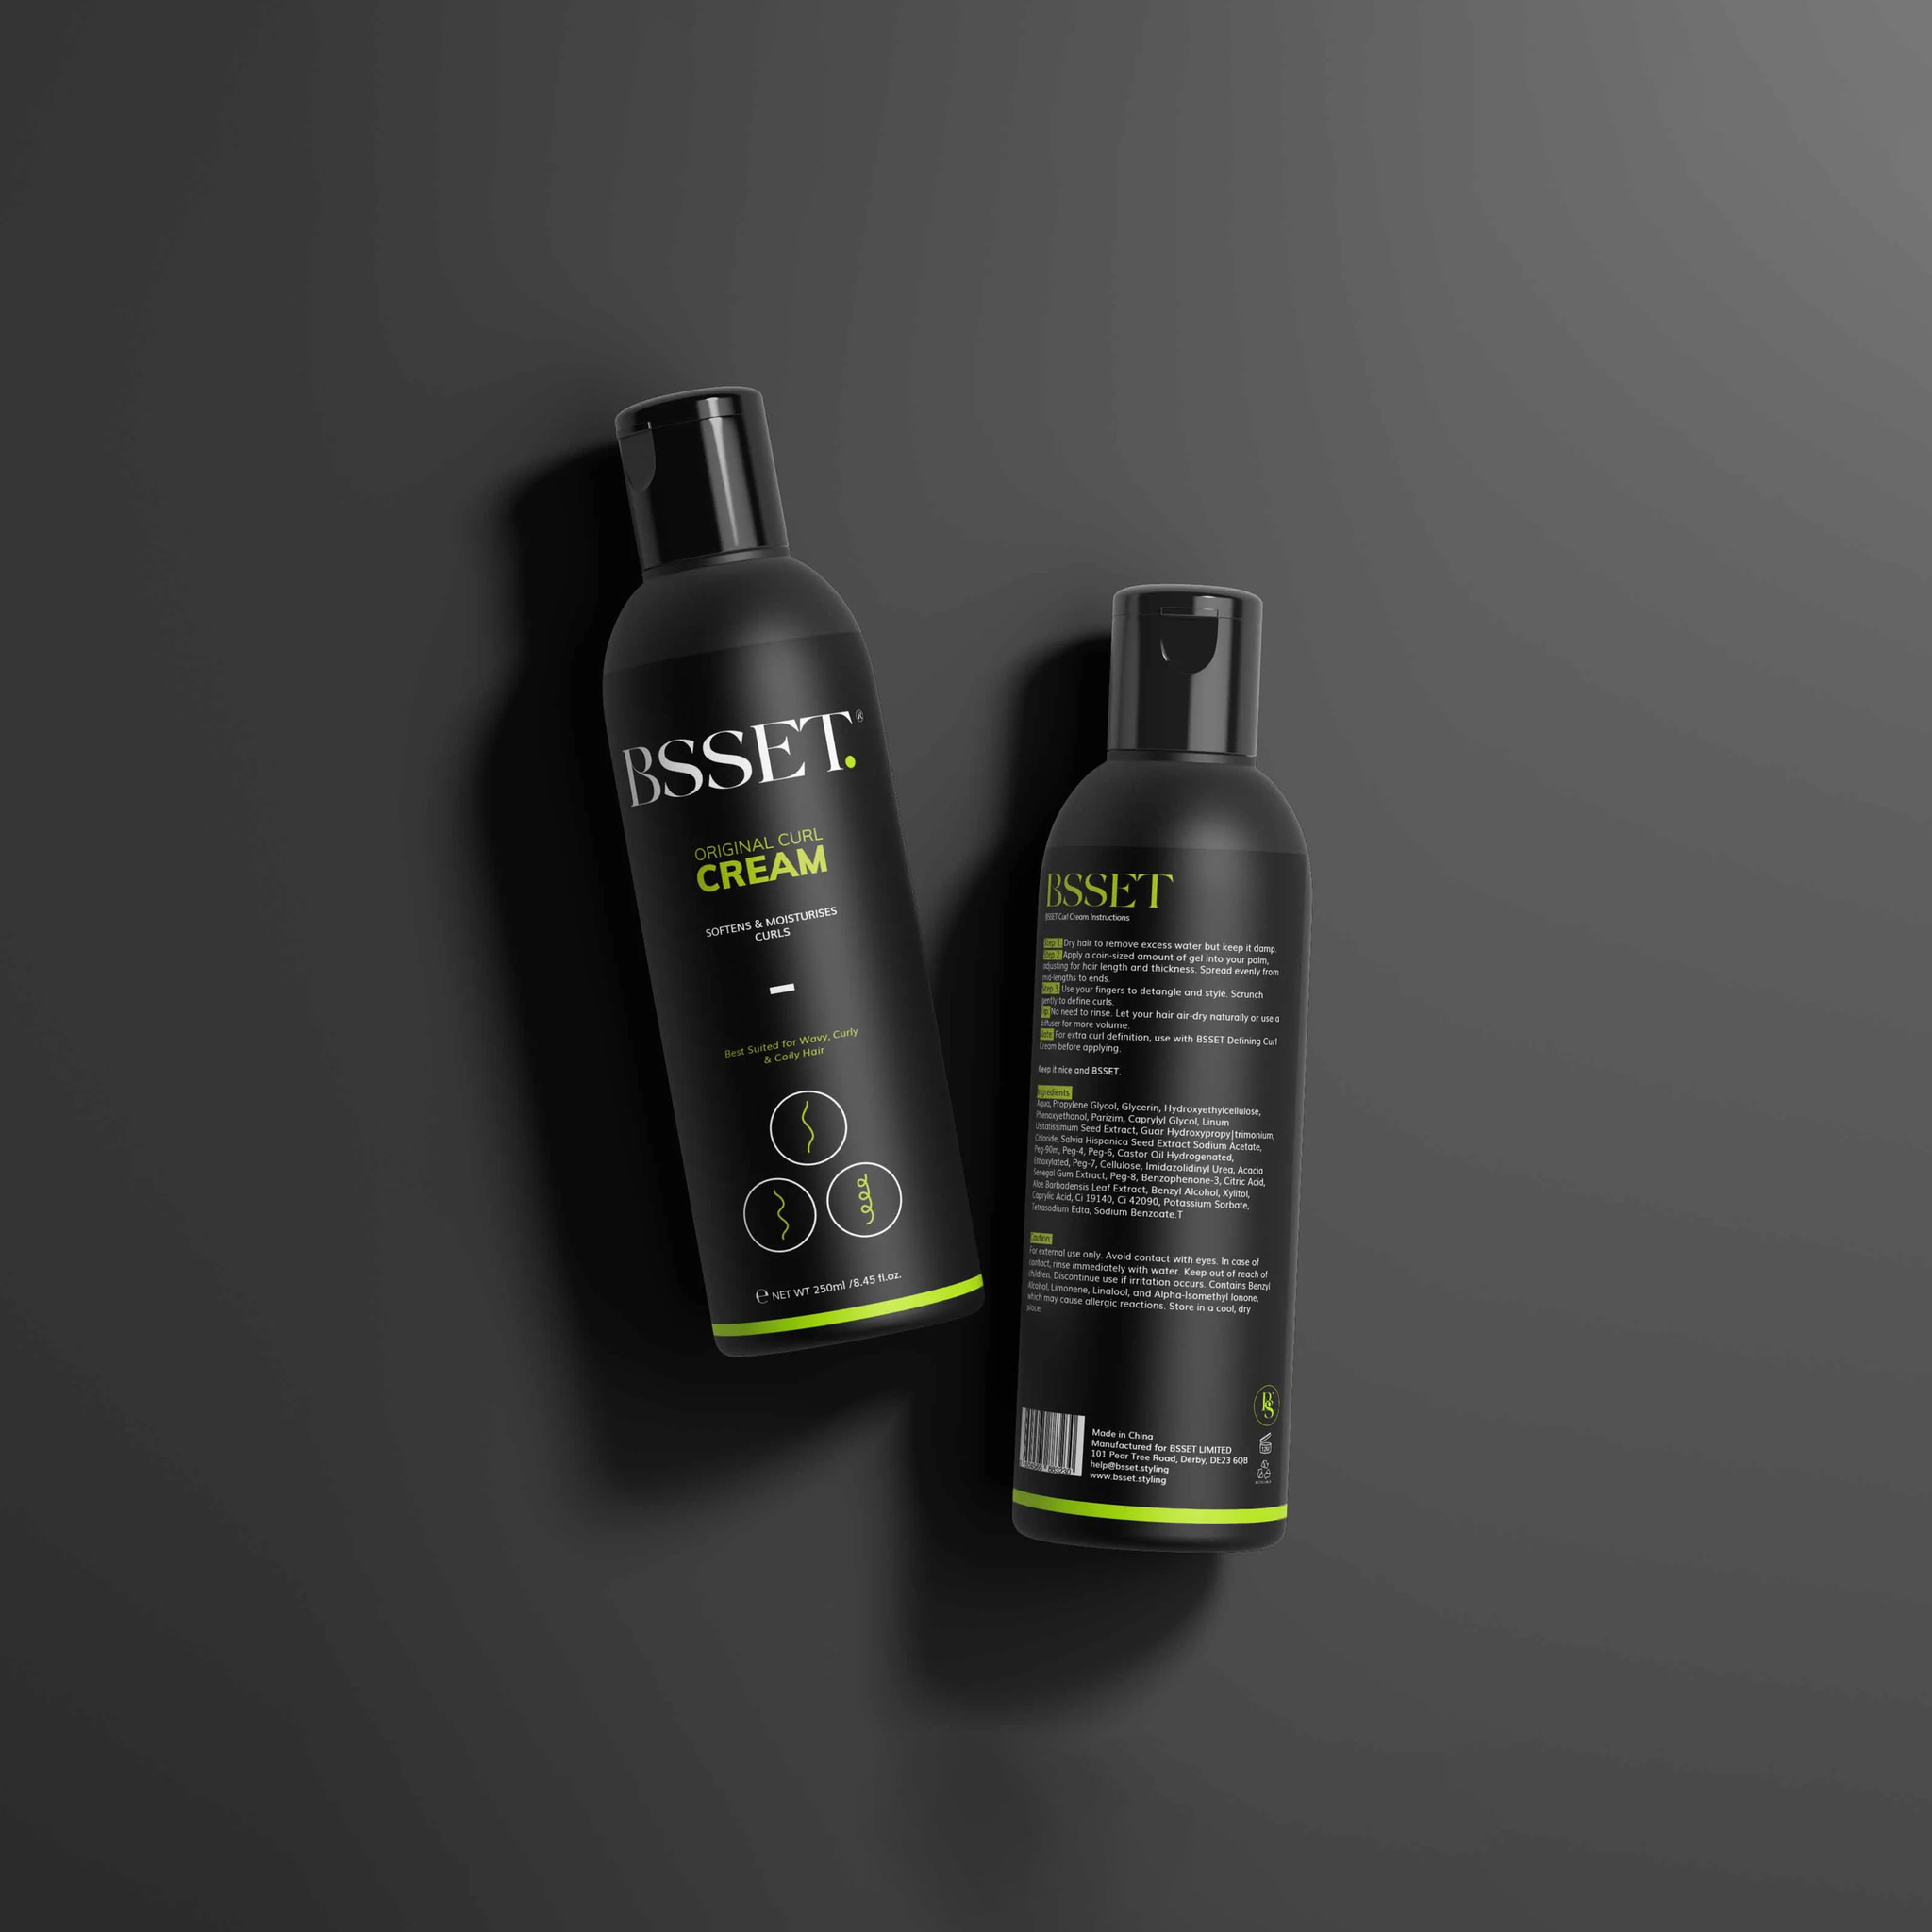 BSSET.®
ORIGINAL CURL
CREAM
SOFTENS & MOISTURISES
CURLS
Best Suited for Wavy, Curly
& Coily Hair
℮ NET WT 250ml /8.45 fl.oz.
BSSET
BSSET Curl Cream Instructions
Step 1: Dry hair to remove excess water but keep it damp.
Step 2: Apply a coin-sized amount of gel into your palm,
adjusting for hair length and thickness. Spread evenly from
mid-lengths to ends.
Step 3: Use your fingers to detangle and style. Scrunch
gently to define curls.
No need to rinse. Let your hair air-dry naturally or use a
diffuser for more volume.
Note: For extra curl definition, use with BSSET Defining Curl
Cream before applying.
Keep it nice and BSSET.
Ingredients:
Aqua, Propylene Glycol, Glycerin, Hydroxyethylcellulose,
Phenoxyethanol, Parizim, Caprylyl Glycol, Linum
Ustatissimum Seed Extract, Guar Hydroxypropy|trimonium,
Chloride, Salvia Hispanica Seed Extract Sodium Acetate,
Peg-90m, Peg-4, Peg-6, Castor Oil Hydrogenated,
Ethoxylated, Peg-7, Cellulose, Imidazolidinyl Urea, Acacia
Senegal Gum Extract, Peg-8, Benzophenone-3, Citric Acid,
Aloe Barbadensis Leaf Extract, Benzyl Alcohol, Xylitol,
Caprylic Acid, Ci 19140, Ci 42090, Potassium Sorbate,
Tetrasodium Edta, Sodium Benzoate.T
Caution:
For external use only. Avoid contact with eyes. In case of
contact, rinse immediately with water. Keep out of reach of
children. Discontinue use if irritation occurs. Contains Benzyl
Alcohol, Limonene, Linalool, and Alpha-Isomethyl Ionone,
which may cause allergic reactions. Store in a cool, dry
place.
BS
Made in China
Manufactured for BSSET LIMITED
101 Pear Tree Road, Derby, DE23 6QB
help@bsset.styling
www.bsset.styling